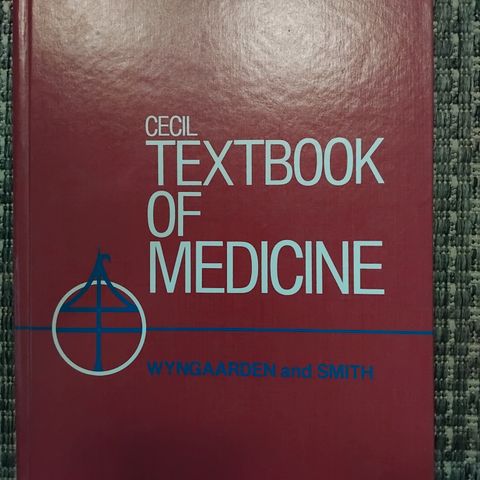 CECIL
TEXTBOOK
OF
MEDICINE
WYNGAARDEN and SMITH